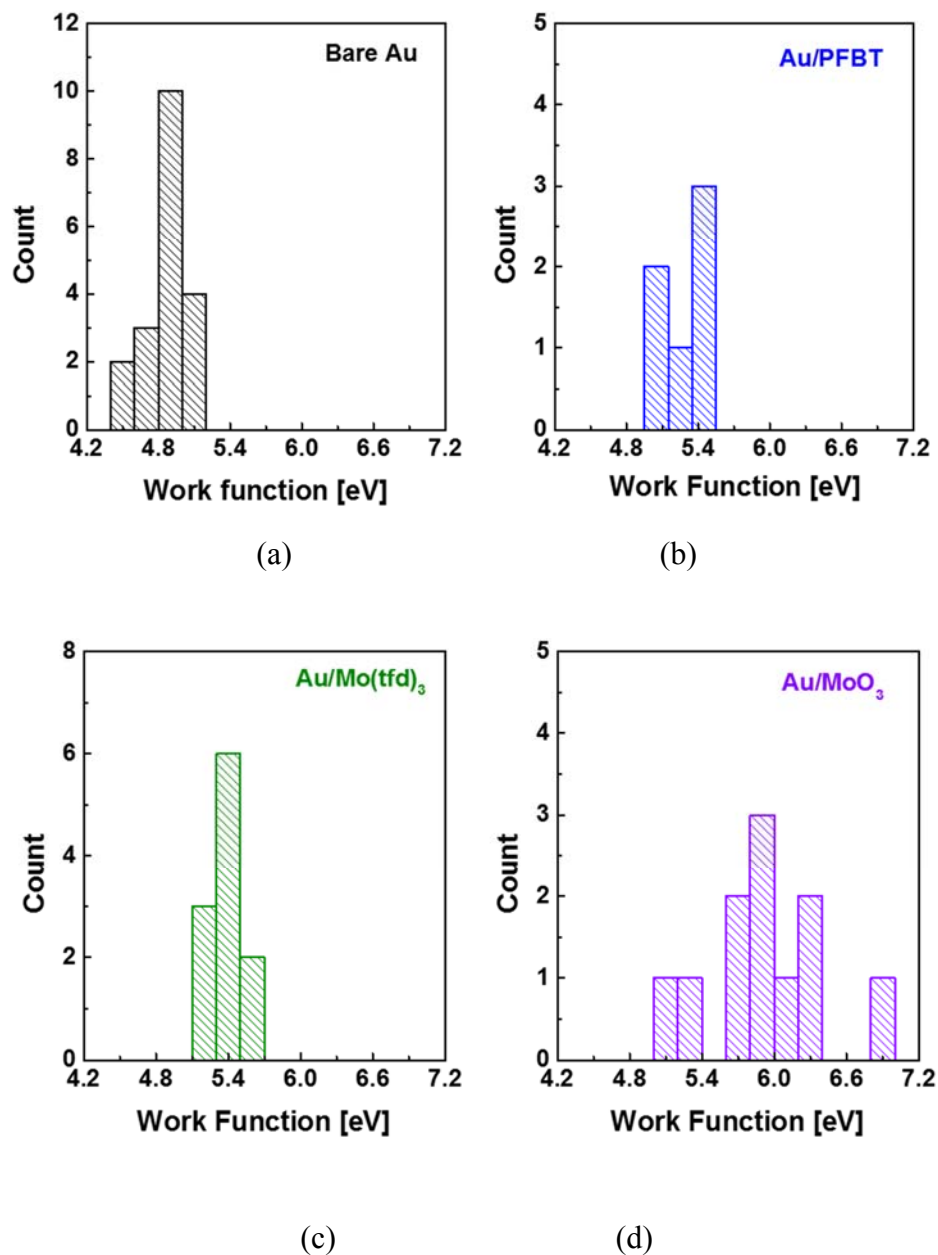 Bare Au
12
10
8
6
4
2
0
4.2 4.8 5.4 6.0 6.6 7.2
Count
Work function [eV]
(a)
Au/PFBT
5
4
3
2
1
0
4.2 4.8 5.4 6.0 6.6 7.2
Count
Work Function [eV]
(b)
Au/Mo(tfd)₃
8
6
4
2
0
4.2 4.8 5.4 6.0 6.6 7.2
Count
Work Function [eV]
(c)
Au/MoO₃
5
4
3
2
1
0
4.2 4.8 5.4 6.0 6.6 7.2
Count
Work Function [eV]
(d)